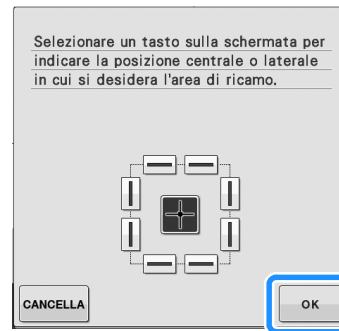 Selezionare un tasto sulla schermata per
indicare la posizione centrale o laterale
in cui si desidera l'area di ricamo.
CANCELLA
OK